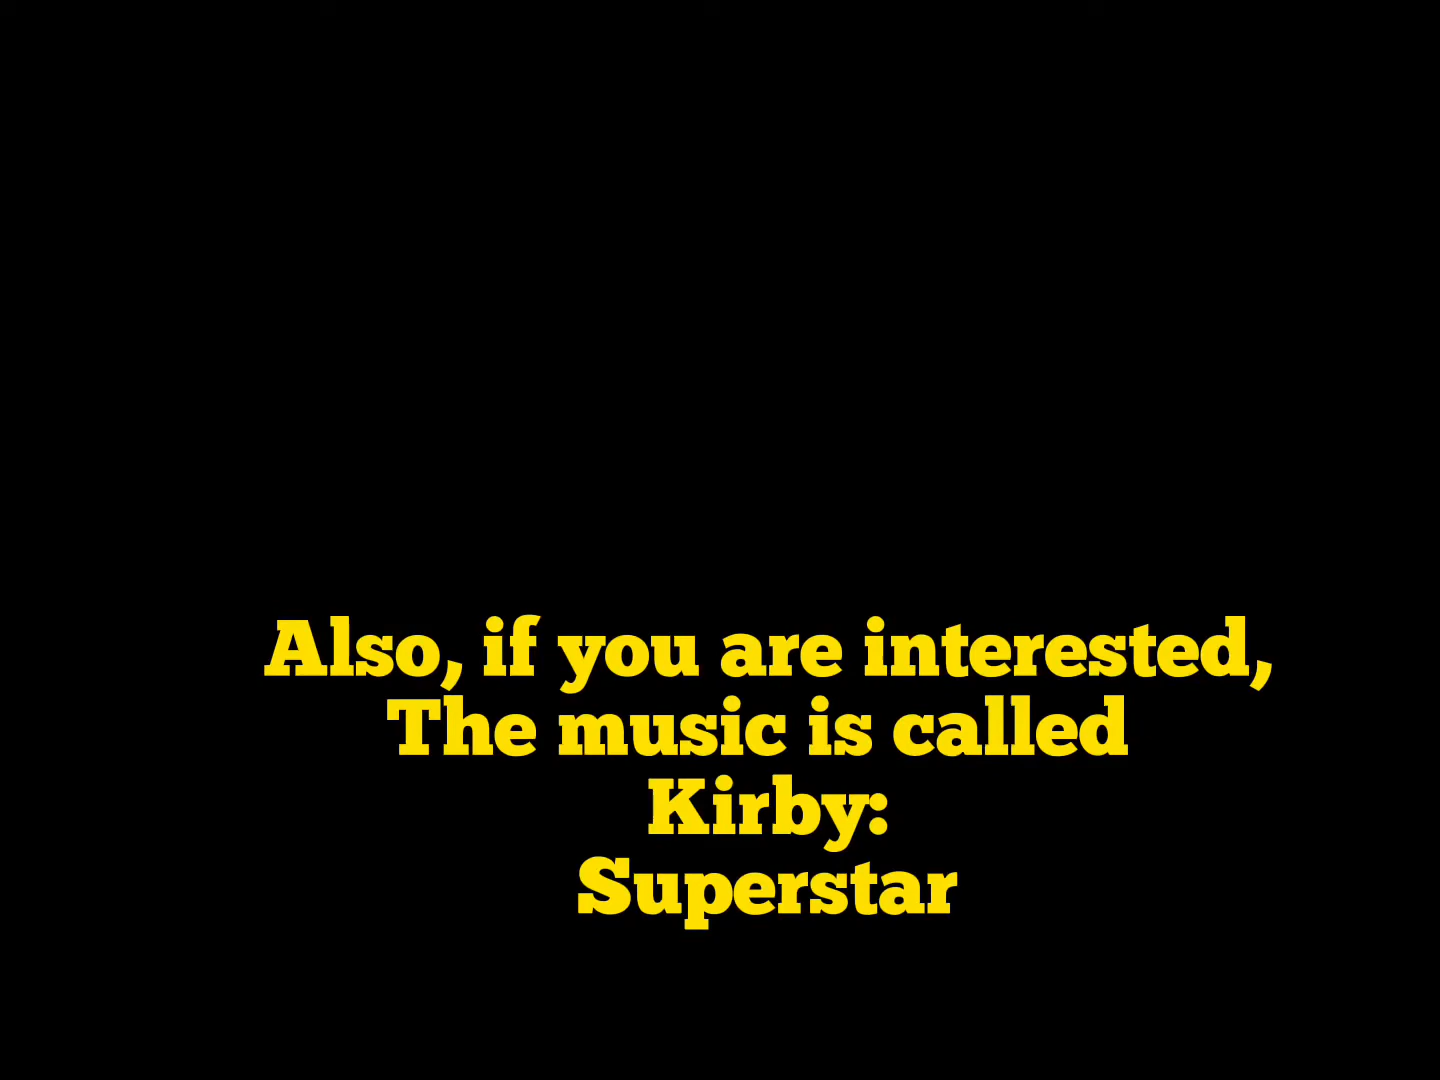 Also, if you are interested,
The music is called
Kirby:
Superstar